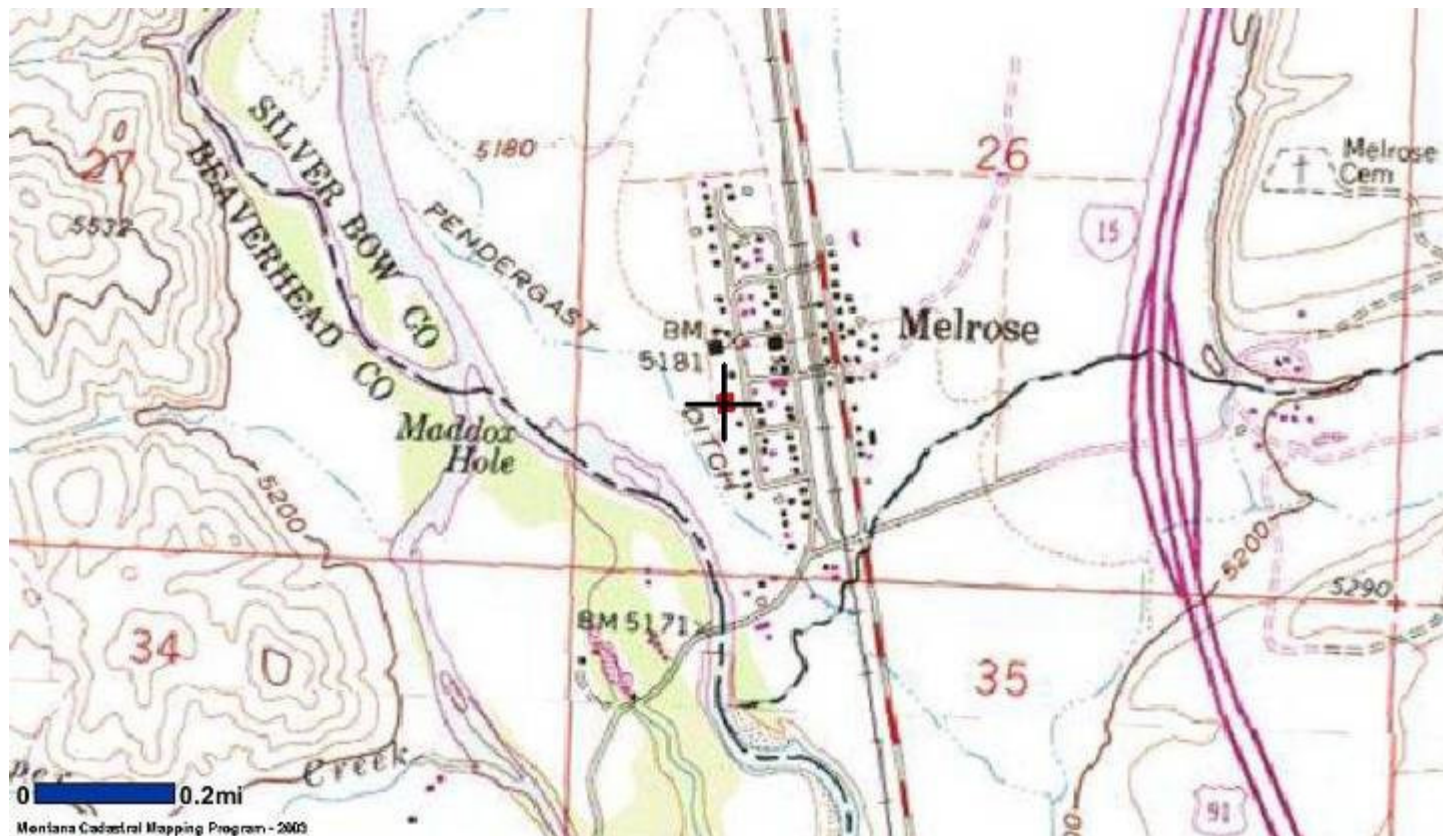 27
SILVER BOW CO
BEAVERHEAD CO
5532
5180
PENDERGAST
DITCH
26
Melrose
Cem
15
BM
5181
Melrose
Maddox
Hole
5200
5200
5290
34
BM 5171
35
Creek
91
0 0.2mi
Montana Cadastral Mapping Program - 2003